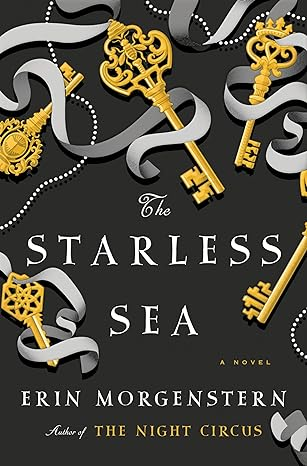 The
STARLESS
SEA
A NOVEL
ERIN MORGENSTERN
Author of THE NIGHT CIRCUS